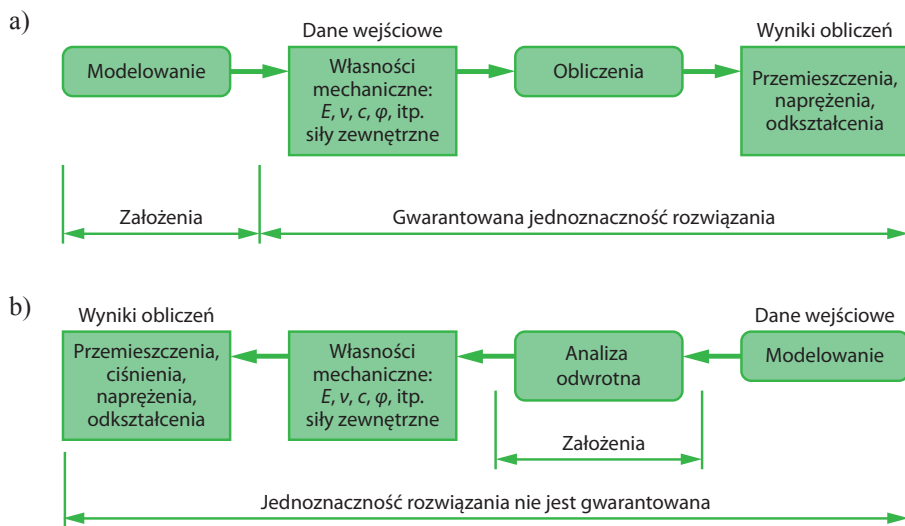 a)
Dane wejściowe
Wyniki obliczeń
Modelowanie
Własności
mechaniczne:
E, ν, c, φ, itp.
siły zewnętrzne
Obliczenia
Przemieszczenia,
naprężenia,
odkształcenia
Założenia
Gwarantowana jednoznaczność rozwiązania
b)
Wyniki obliczeń
Dane wejściowe
Przemieszczenia,
ciśnienia,
naprężenia,
odkształcenia
Własności
mechaniczne:
E, ν, c, φ, itp.
siły zewnętrzne
Analiza
odwrotna
Modelowanie
Założenia
Jednoznaczność rozwiązania nie jest gwarantowana